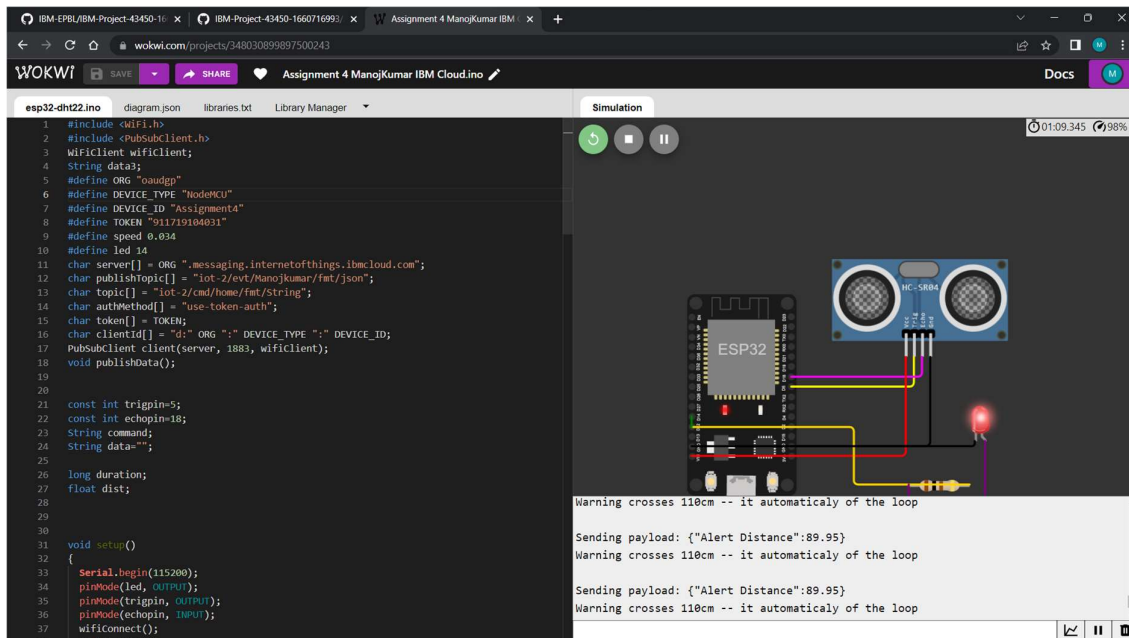 IBM-EPBL/IBM-Project-43450-16
IBM-Project-43450-1660716993/
Assignment 4 ManojKumar IBM C
wokwi.com/projects/348030899897500243
WOKWI
SAVE
SHARE
Assignment 4 ManojKumar IBM Cloud.ino
Docs
M
esp32-dht22.ino
diagram.json
libraries.txt
Library Manager
Simulation
1 #include <WiFi.h>
2 #include <PubSubClient.h>
3 WiFiClient wifiClient;
4 String data3;
5 #define ORG "oaudgp"
6 #define DEVICE_TYPE "NodeMCU"
7 #define DEVICE_ID "Assignment4"
8 #define TOKEN "911719104031"
9 #define speed 0.034
10 #define led 14
11 char server[] = ORG ".messaging.internetofthings.ibmcloud.com";
12 char publishTopic[] = "iot-2/evt/Manojkumar/fmt/json";
13 char topic[] = "iot-2/cmd/home/fmt/String";
14 char authMethod[] = "use-token-auth";
15 char token[] = TOKEN;
16 char clientId[] = "d:" ORG ":" DEVICE_TYPE ":" DEVICE_ID;
17 PubSubClient client(server, 1883, wifiClient);
18 void publishData();
19
20
21 const int trigpin=5;
22 const int echopin=18;
23 String command;
24 String data="";
25
26 long duration;
27 float dist;
28
29
30
31 void setup()
32 {
33 Serial.begin(115200);
34 pinMode(led, OUTPUT);
35 pinMode(trigpin, OUTPUT);
36 pinMode(echopin, INPUT);
37 wifiConnect();
01:09.345 98%
HC-SR04
Vcc
Trig
Echo
Gnd
ESP32
Warning crosses 110cm -- it automaticaly of the loop
Sending payload: {"Alert Distance":89.95}
Warning crosses 110cm -- it automaticaly of the loop
Sending payload: {"Alert Distance":89.95}
Warning crosses 110cm -- it automaticaly of the loop